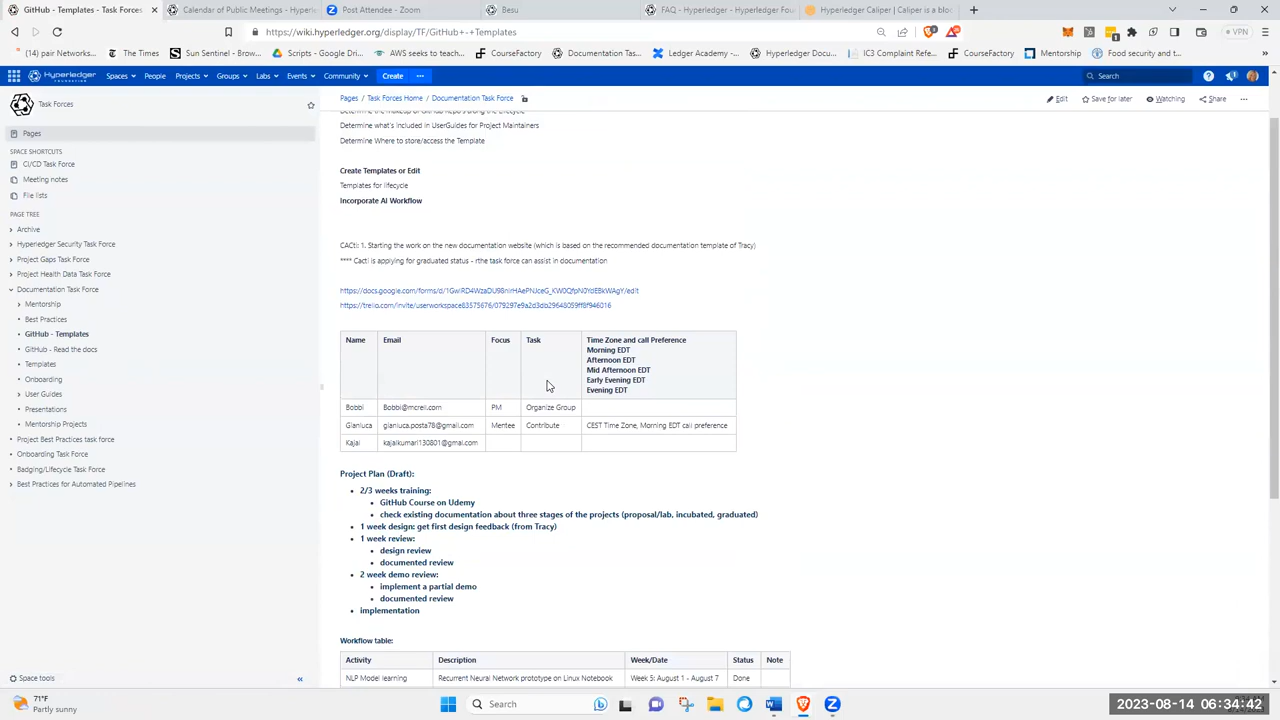 GitHub - Templates - Task Forces
Calendar of Public Meetings - Hyperle
Post Attendee - Zoom
Besu
FAQ - Hyperledger - Hyperledger Fou
Hyperledger Caliper | Caliper is a bloc
https://wiki.hyperledger.org/display/TF/GitHub+-+Templates
VPN
(14) pair Networks...
The Times
Sun Sentinel - Brow...
Scripts - Google Driv...
AWS seeks to teach...
CourseFactory
Documentation Tas...
Ledger Academy -...
Hyperledger Docu...
IC3 Complaint Refe...
CourseFactory
Mentorship
Food security and t...
HYPERLEDGER FOUNDATION
Spaces
People
Projects
Groups
Labs
Events
Community
Create
...
Search
Task Forces
Pages / Task Forces Home / Documentation Task Force
Edit
Save for later
Watching
Share
...
Pages
SPACE SHORTCUTS
CI/CD Task Force
Meeting notes
File lists
PAGE TREE
Archive
Hyperledger Security Task Force
Project Gaps Task Force
Project Health Data Task Force
Documentation Task Force
Mentorship
Best Practices
GitHub - Templates
GitHub - Read the docs
Templates
Onboarding
User Guides
Presentations
Mentorship Projects
Project Best Practices task force
Onboarding Task Force
Badging/Lifecycle Task Force
Best Practices for Automated Pipelines
Space tools
Determine what's included in UserGuides for Project Maintainers
Determine Where to store/access the Template
Create Templates or Edit
Templates for lifecycle
Incorporate AI Workflow
CACti: 1. Starting the work on the new documentation website (which is based on the recommended documentation template of Tracy)
**** Cacti is applying for graduated status - rthe task force can assist in documentation
https://trello.com/invite/userworkspace83575676/079297e9a2d3db29648059ff8f946016
Name Email Focus Task Time Zone and call Preference
Morning EDT
Afternoon EDT
Mid Afternoon EDT
Early Evening EDT
Evening EDT
Bobbi Bobbi@mcreif.com PM Organize Group
Gianluca gianluca.posta78@gmail.com Mentee Contribute CEST Time Zone, Morning EDT call preference
Kajal kajalkumari130801@gmail.com
Project Plan (Draft):
• 2/3 weeks training:
• GitHub Course on Udemy
• check existing documentation about three stages of the projects (proposal/lab, incubated, graduated)
• 1 week design: get first design feedback (from Tracy)
• 1 week review:
• design review
• documented review
• 2 week demo review:
• implement a partial demo
• documented review
• implementation
Workflow table:
Activity Description Week/Date Status Note
NLP Model learning Recurrent Neural Network prototype on Linux Notebook Week 5: August 1 - August 7 Done
71°F
Partly sunny
Search
2023-08-14 06:34:42